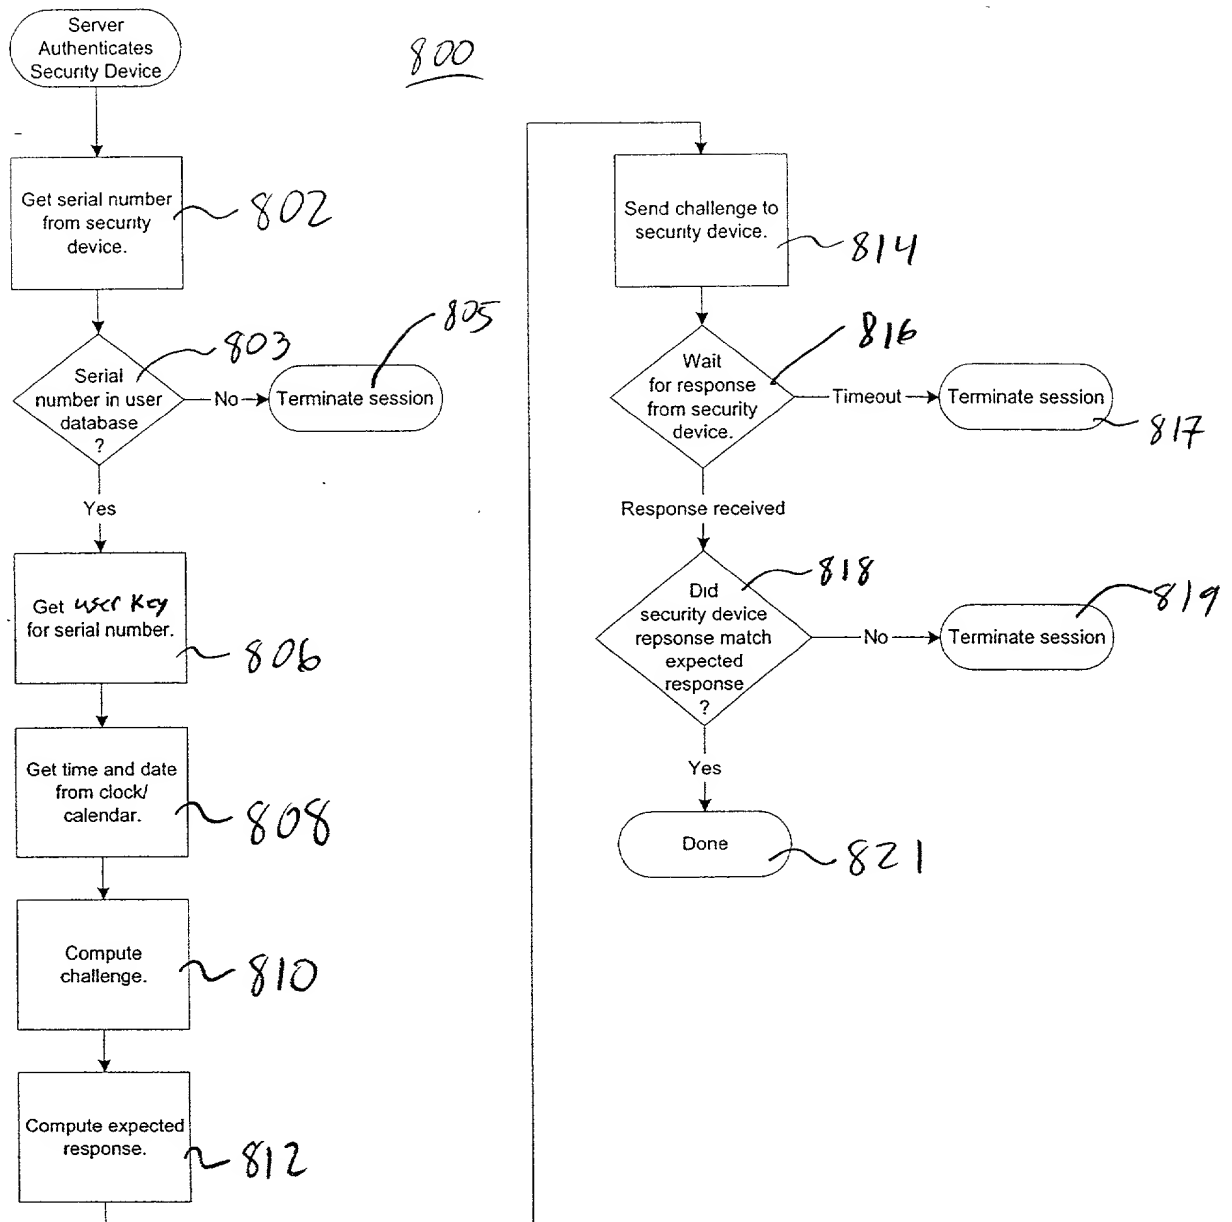 Server
Authenticates
Security Device
800
Get serial number
from security
device.
802
Serial
number in user
database
?
803
No
Terminate session
805
Yes
Get user Key
for serial number.
806
Get time and date
from clock/
calendar.
808
Compute
challenge.
810
Compute expected
response.
812
Send challenge to
security device.
814
Wait
for response
from security
device.
816
Timeout
Terminate session
817
Response received
Did
security device
repsonse match
expected
response
?
818
No
Terminate session
819
Yes
Done
821